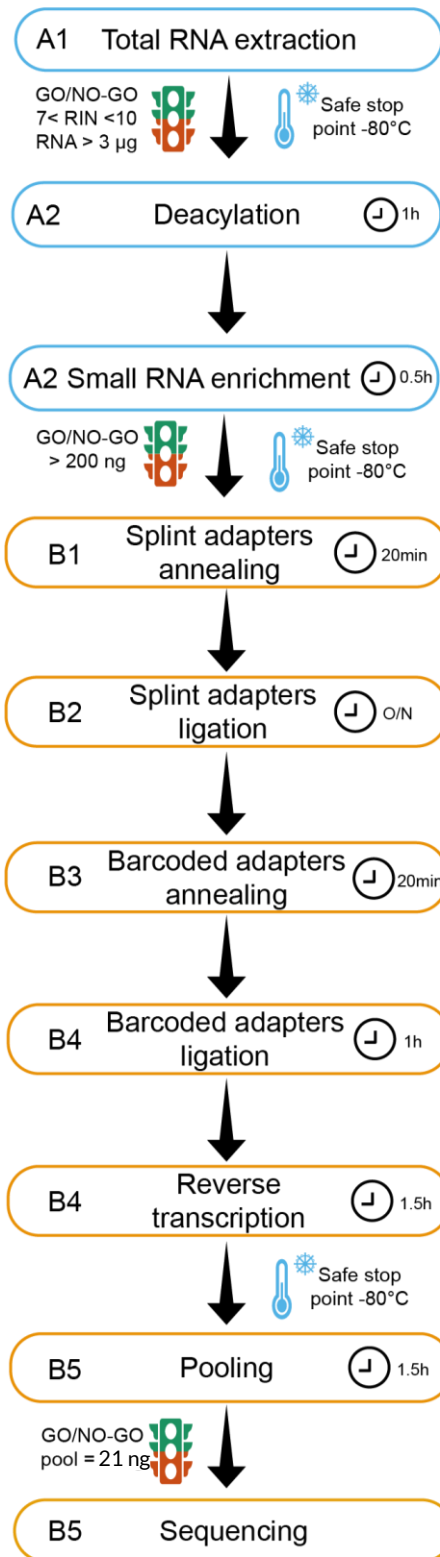 A1 Total RNA extraction
GO/NO-GO
7< RIN <10
RNA > 3 µg
Safe stop
point -80°C
A2 Deacylation 1h
A2 Small RNA enrichment 0.5h
GO/NO-GO
> 200 ng
Safe stop
point -80°C
B1 Splint adapters
annealing 20min
B2 Splint adapters
ligation O/N
B3 Barcoded adapters
annealing 20min
B4 Barcoded adapters
ligation 1h
B4 Reverse
transcription 1.5h
Safe stop
point -80°C
B5 Pooling 1.5h
GO/NO-GO
pool = 21 ng
B5 Sequencing